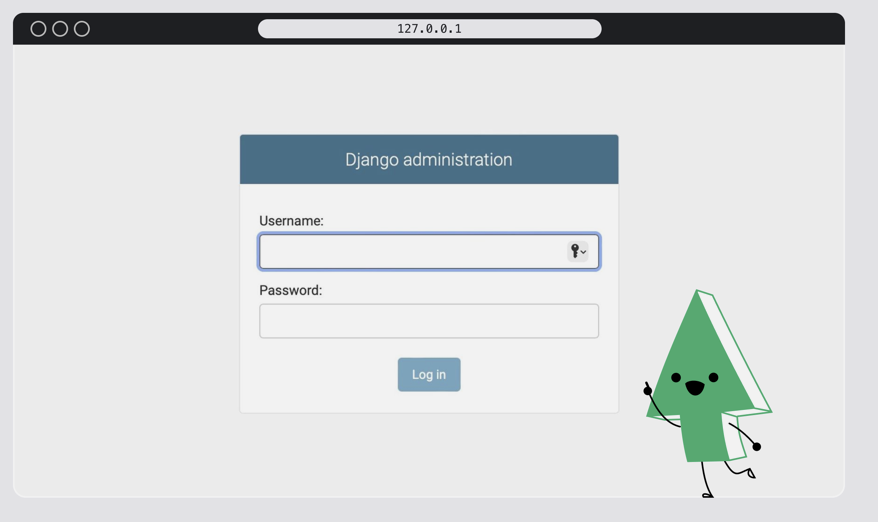 127.0.0.1
Django administration
Username:
Password:
Log in